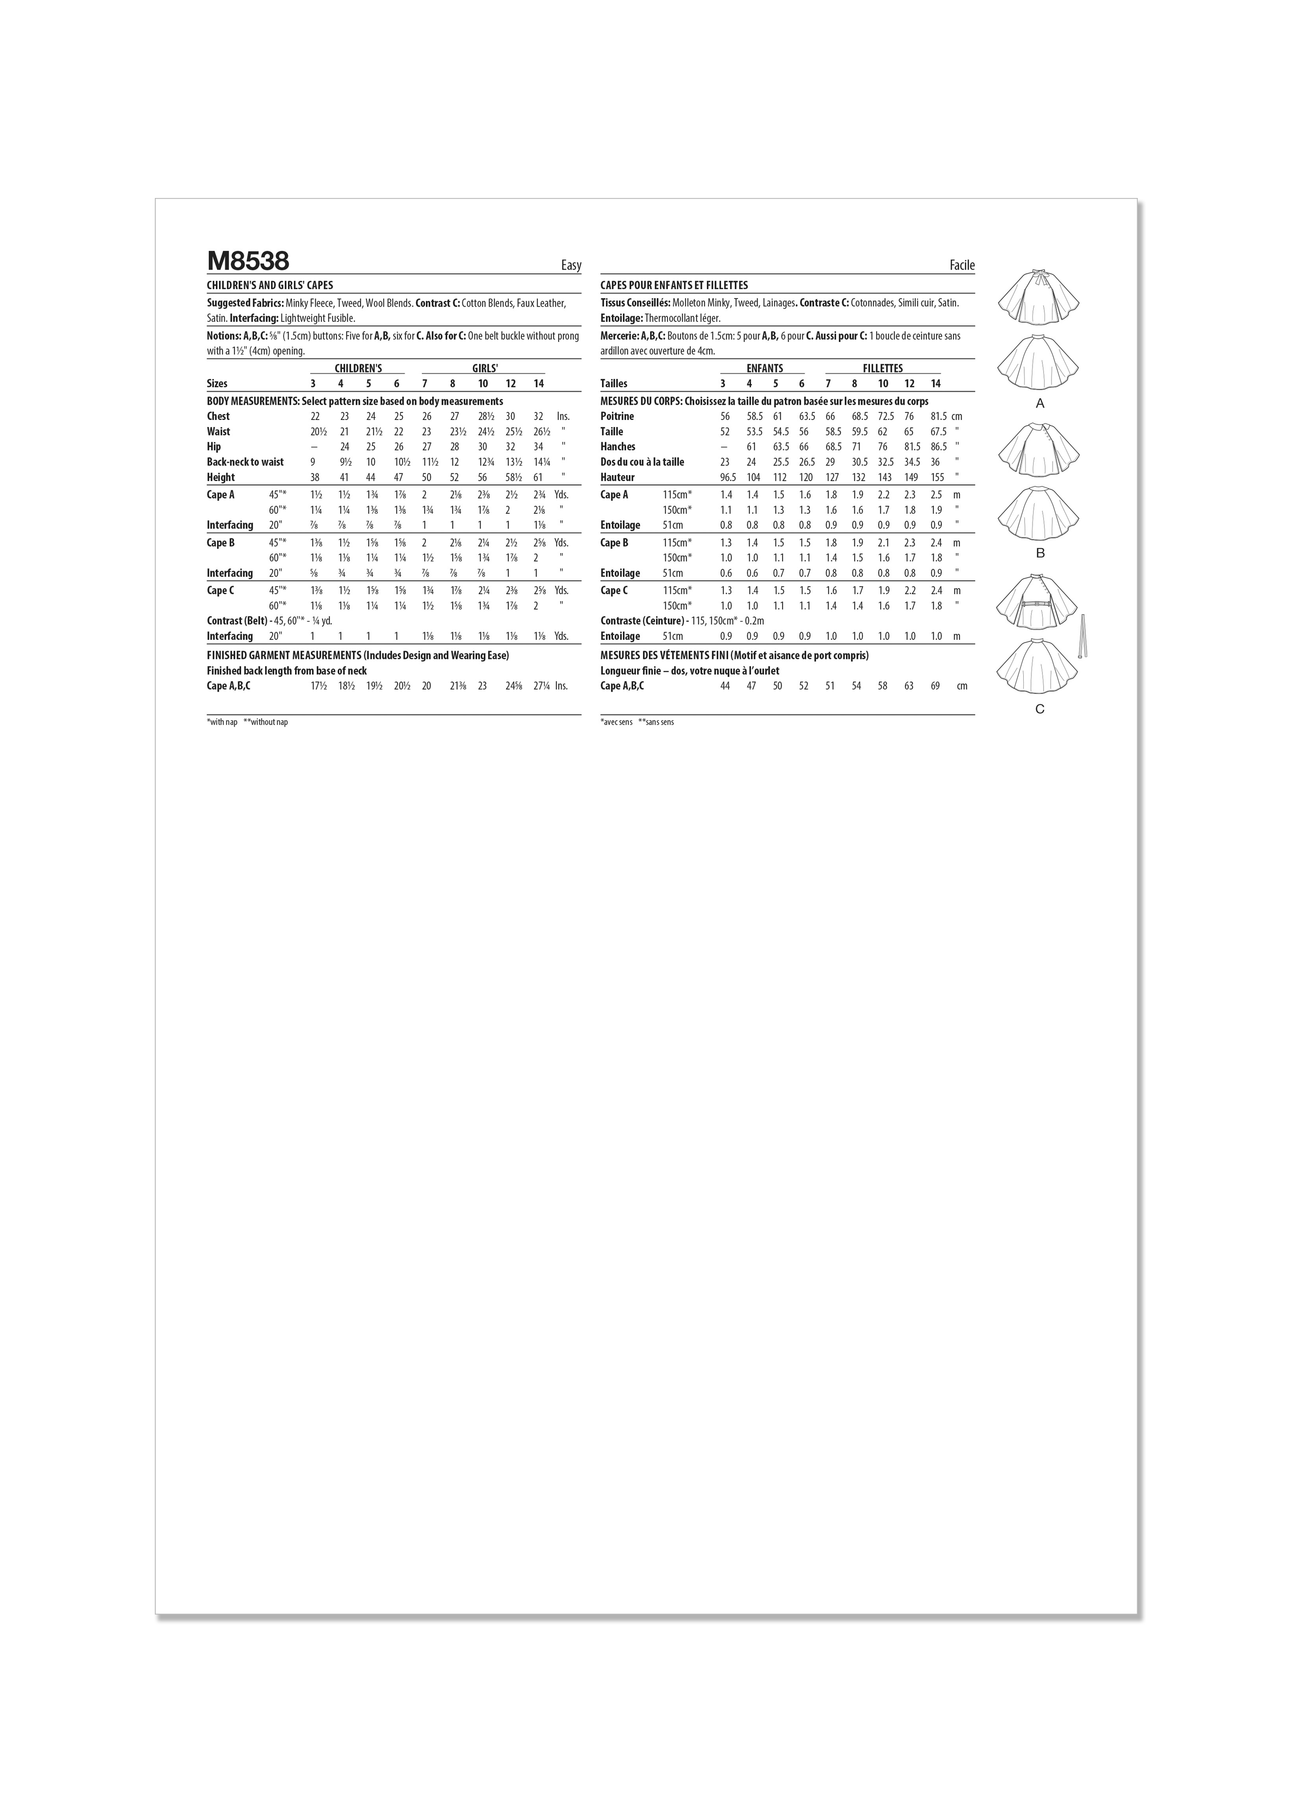 M8538 Easy
CHILDREN'S AND GIRLS' CAPES
Suggested Fabrics: Minky Fleece, Tweed, Wool Blends. Contrast C: Cotton Blends, Faux Leather,
Satin. Interfacing: Lightweight Fusible.
Notions: A,B,C: ⅝" (1.5cm) buttons: Five for A,B, six for C. Also for C: One belt buckle without prong
with a 1½" (4cm) opening.
CHILDREN'S GIRLS'
Sizes 3 4 5 6 7 8 10 12 14
BODY MEASUREMENTS: Select pattern size based on body measurements
Chest 22 23 24 25 26 27 28½ 30 32 Ins.
Waist 20½ 21 21½ 22 23 23½ 24½ 25½ 26½ "
Hip – 24 25 26 27 28 30 32 34 "
Back-neck to waist 9 9½ 10 10½ 11½ 12 12¾ 13½ 14¼ "
Height 38 41 44 47 50 52 56 58½ 61 "
Cape A 45"* 1½ 1½ 1¾ 1⅞ 2 2⅛ 2⅜ 2½ 2¾ Yds.
60"* 1¼ 1¼ 1⅜ 1⅜ 1¾ 1¾ 1⅞ 2 2⅛ "
Interfacing 20" ⅞ ⅞ ⅞ ⅞ 1 1 1 1 1⅛ "
Cape B 45"* 1⅜ 1½ 1⅝ 1⅝ 2 2⅛ 2¼ 2½ 2⅝ Yds.
60"* 1⅛ 1⅛ 1¼ 1¼ 1½ 1⅝ 1¾ 1⅞ 2 "
Interfacing 20" ⅝ ¾ ¾ ¾ ⅞ ⅞ ⅞ 1 1 "
Cape C 45"* 1⅜ 1½ 1⅝ 1⅝ 1¾ 1⅞ 2¼ 2⅜ 2⅝ Yds.
60"* 1⅛ 1⅛ 1¼ 1¼ 1½ 1⅝ 1¾ 1⅞ 2 "
Contrast (Belt) - 45, 60"* - ¼ yd.
Interfacing 20" 1 1 1 1 1⅛ 1⅛ 1⅛ 1⅛ 1⅛ Yds.
FINISHED GARMENT MEASUREMENTS (Includes Design and Wearing Ease)
Finished back length from base of neck
Cape A,B,C 17½ 18½ 19½ 20½ 20 21⅜ 23 24⅝ 27¼ Ins.
*with nap **without nap
Facile
CAPES POUR ENFANTS ET FILLETTES
Tissus Conseillés: Molleton Minky, Tweed, Lainages. Contraste C: Cotonnades, Simili cuir, Satin.
Entoilage: Thermocollant léger.
Mercerie: A,B,C: Boutons de 1.5cm: 5 pour A,B, 6 pour C. Aussi pour C: 1 boucle de ceinture sans
ardillon avec ouverture de 4cm.
ENFANTS FILLETTES
Tailles 3 4 5 6 7 8 10 12 14
MESURES DU CORPS: Choisissez la taille du patron basée sur les mesures du corps
Poitrine 56 58.5 61 63.5 66 68.5 72.5 76 81.5 cm
Taille 52 53.5 54.5 56 58.5 59.5 62 65 67.5 "
Hanches – 61 63.5 66 68.5 71 76 81.5 86.5 "
Dos du cou à la taille 23 24 25.5 26.5 29 30.5 32.5 34.5 36 "
Hauteur 96.5 104 112 120 127 132 143 149 155 "
Cape A 115cm* 1.4 1.4 1.5 1.6 1.8 1.9 2.2 2.3 2.5 m
150cm* 1.1 1.1 1.3 1.3 1.6 1.6 1.7 1.8 1.9 "
Entoilage 51cm 0.8 0.8 0.8 0.8 0.9 0.9 0.9 0.9 0.9 "
Cape B 115cm* 1.3 1.4 1.5 1.5 1.8 1.9 2.1 2.3 2.4 m
150cm* 1.0 1.0 1.1 1.1 1.4 1.5 1.6 1.7 1.8 "
Entoilage 51cm 0.6 0.6 0.7 0.7 0.8 0.8 0.8 0.8 0.9 "
Cape C 115cm* 1.3 1.4 1.5 1.5 1.6 1.7 1.9 2.2 2.4 m
150cm* 1.0 1.0 1.1 1.1 1.4 1.4 1.6 1.7 1.8 "
Contraste (Ceinture) - 115, 150cm* - 0.2m
Entoilage 51cm 0.9 0.9 0.9 0.9 1.0 1.0 1.0 1.0 1.0 m
MESURES DES VÉTEMENTS FINI (Motif et aisance de port compris)
Longueur finie – dos, votre nuque à l'ourlet
Cape A,B,C 44 47 50 52 51 54 58 63 69 cm
*avec sens **sans sens
A
B
C